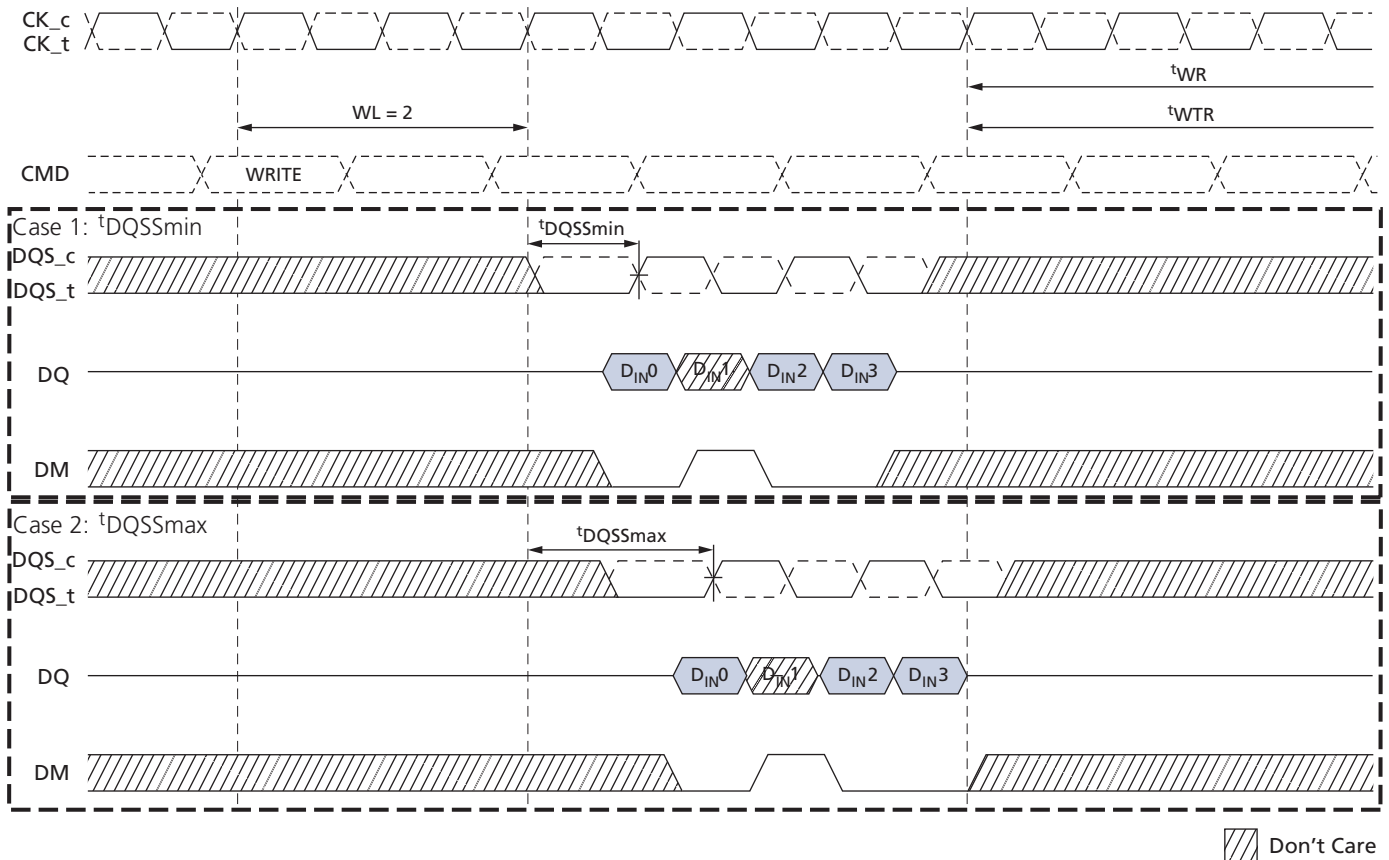 CK_c
CK_t
tWR
WL = 2
tWTR
CMD
WRITE
Case 1: tDQSSmin
tDQSSmin
DQS_c
DQS_t
DQ
DIN0 DIN1 DIN2 DIN3
DM
Case 2: tDQSSmax
tDQSSmax
DQS_c
DQS_t
DQ
DIN0 DIN1 DIN2 DIN3
DM
Don't Care